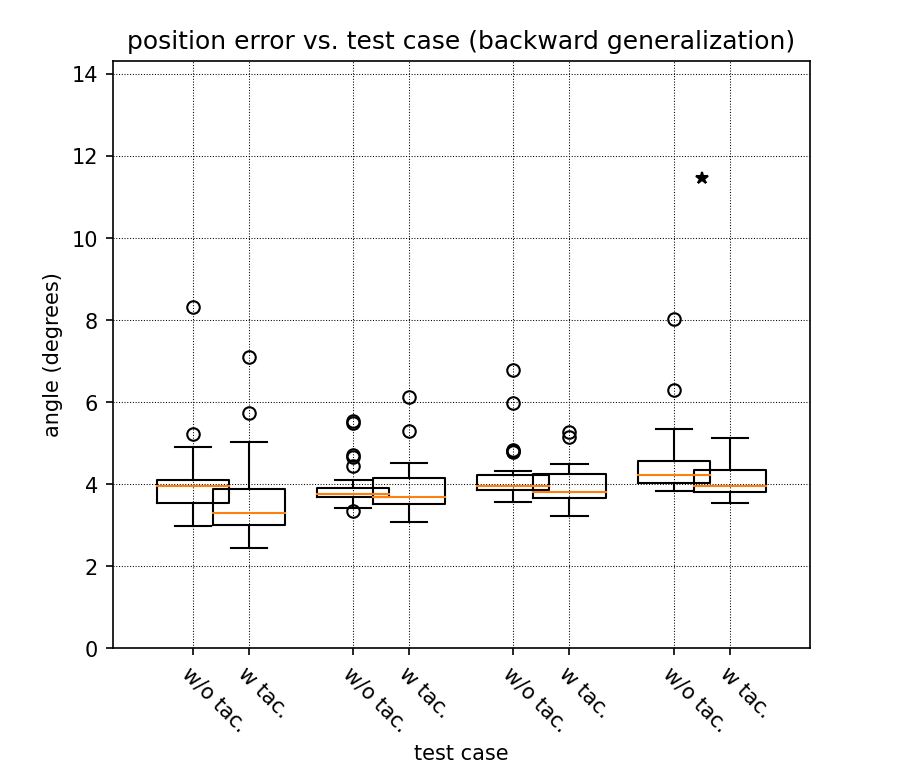 position error vs. test case (backward generalization)
14
12
10
8
6
4
2
0
angle (degrees)
w/o tac.
w tac.
w/o tac.
w tac.
w/o tac.
w tac.
w/o tac.
w tac.
test case